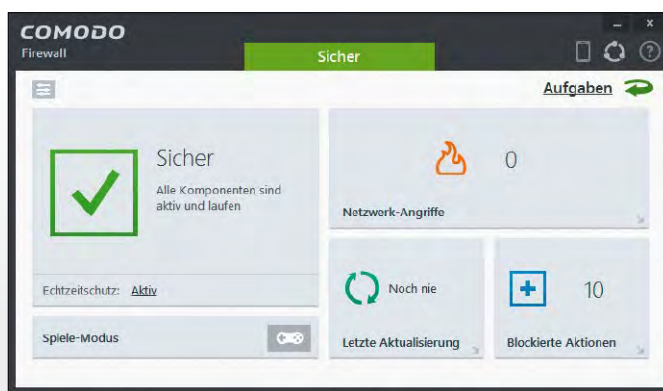 COMODO
Firewall
Sicher
Aufgaben
Sicher
Alle Komponenten sind
aktiv und laufen
Echtzeitschutz: Aktiv
Spiele-Modus
0
Netzwerk-Angriffe
Noch nie
Letzte Aktualisierung
10
Blockierte Aktionen